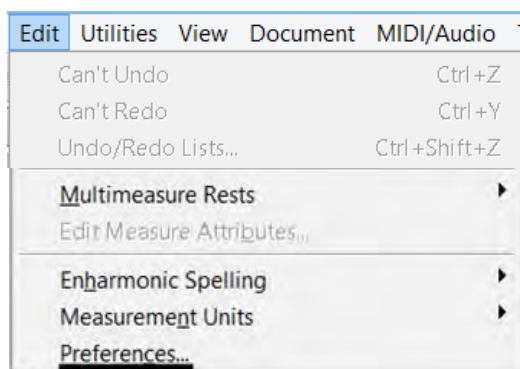 Edit Utilities View Document MIDI/Audio
Can't Undo Ctrl+Z
Can't Redo Ctrl+Y
Undo/Redo Lists... Ctrl+Shift+Z
Multimeasure Rests
Edit Measure Attributes...
Enharmonic Spelling
Measurement Units
Preferences...